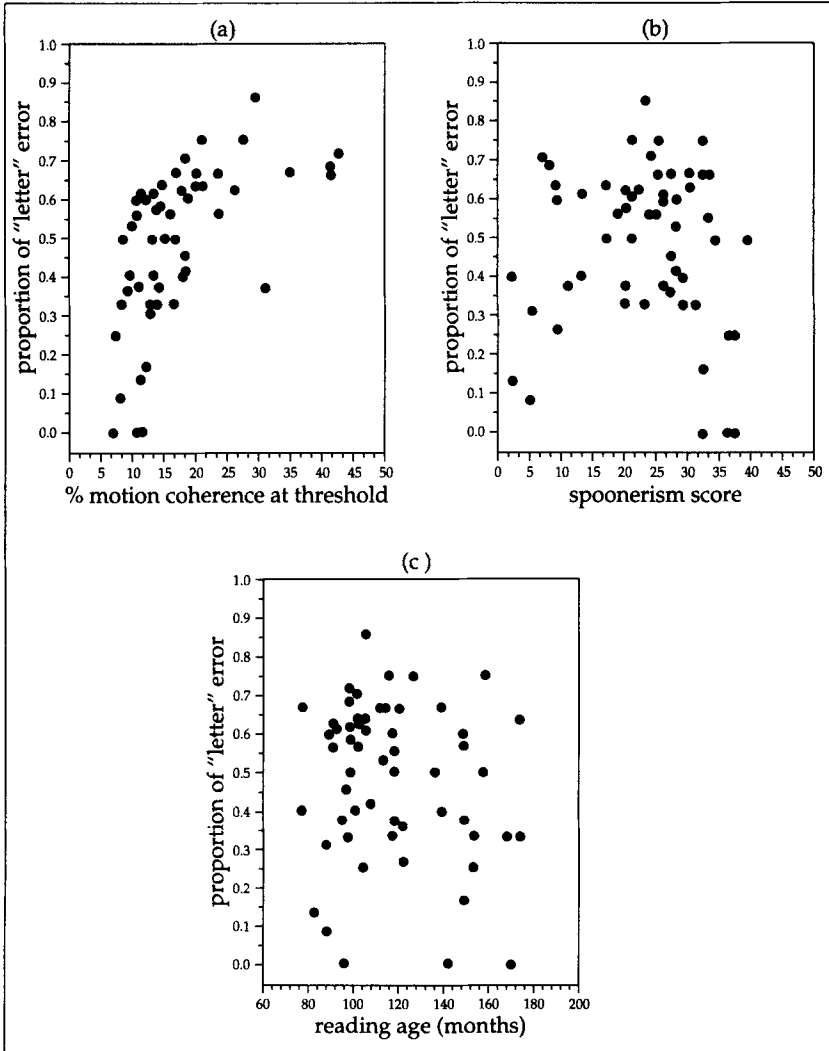 (a)
1.0
0.9
0.8
0.7
0.6
0.5
0.4
0.3
0.2
0.1
0.0
proportion of "letter" error
0 5 10 15 20 25 30 35 40 45 50
% motion coherence at threshold
(b)
1.0
0.9
0.8
0.7
0.6
0.5
0.4
0.3
0.2
0.1
0.0
proportion of "letter" error
0 5 10 15 20 25 30 35 40 45 50
spoonerism score
(c)
1.0
0.9
0.8
0.7
0.6
0.5
0.4
0.3
0.2
0.1
0.0
proportion of "letter" error
60 80 100 120 140 160 180 200
reading age (months)